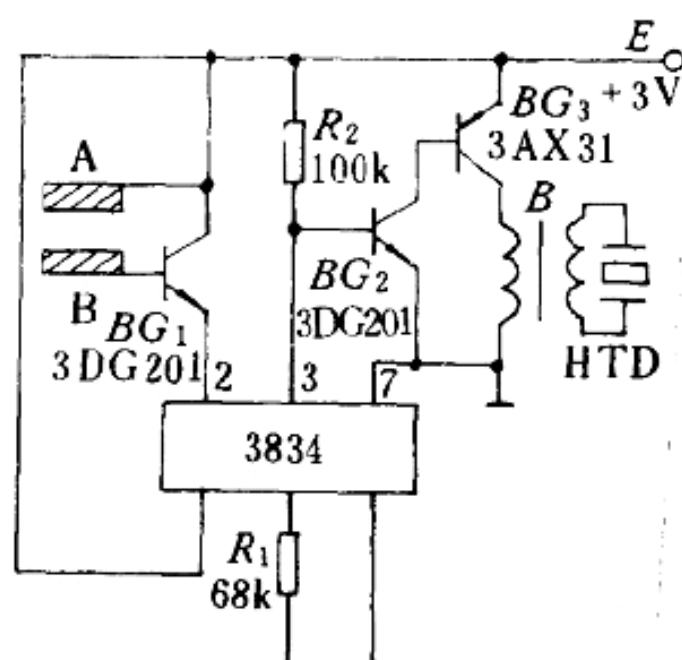 E
+ 3V
BG₃
3AX31
R₂
100k
A
B
B
BG₁
3DG201
BG₂
3DG201
HTD
2
3
7
3834
R₁
68k